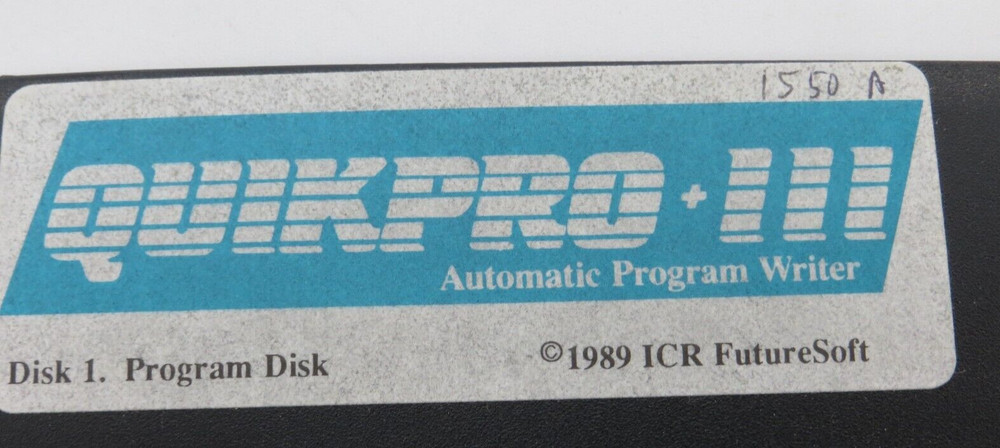 1550 A
QUIKPRO + III
Automatic Program Writer
Disk 1. Program Disk
©1989 ICR FutureSoft